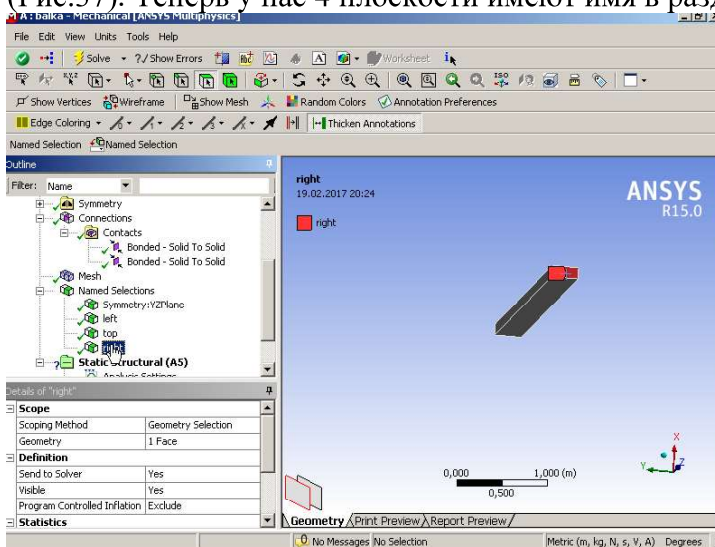 (Рис.37). Теперь у нас 4 плоскости имеют имя в разд
A : balka - Mechanical [ANSYS Multiphysics]
File Edit View Units Tools Help
Solve ?/ Show Errors A Worksheet
Show Vertices Wireframe Show Mesh Random Colors Annotation Preferences
Edge Coloring Thicken Annotations
Named Selection Named Selection
Outline
Filter: Name
Symmetry
Connections
Contacts
Bonded - Solid To Solid
Bonded - Solid To Solid
Mesh
Named Selections
Symmetry:YZPlane
left
top
right
Static Structural (A5)
Analysis Settings
Details of "right"
Scope
Scoping Method Geometry Selection
Geometry 1 Face
Definition
Send to Solver Yes
Visible Yes
Program Controlled Inflation Exclude
Statistics
right
19.02.2017 20:24
right
ANSYS
R15.0
0,000 1,000 (m)
0,500
X
Y Z
Geometry Print Preview Report Preview
No Messages No Selection Metric (m, kg, N, s, V, A) Degrees